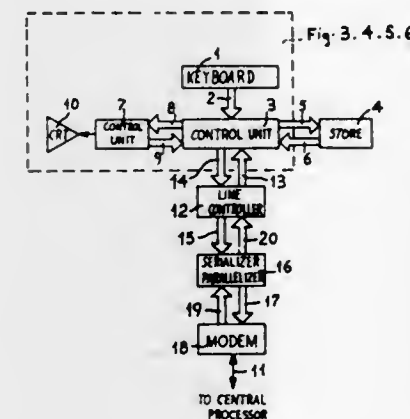 Fig. 3.4.5.6
1
KEYBOARD
2
10
7
8
3
5
4
CRT
CONTROL UNIT
CONTROL UNIT
STORE
9
6
14
13
12
LINE CONTROLLER
15
20
SERIALIZER PARALLELIZER
16
19
17
MODEM
18
11
TO CENTRAL
PROCESSOR